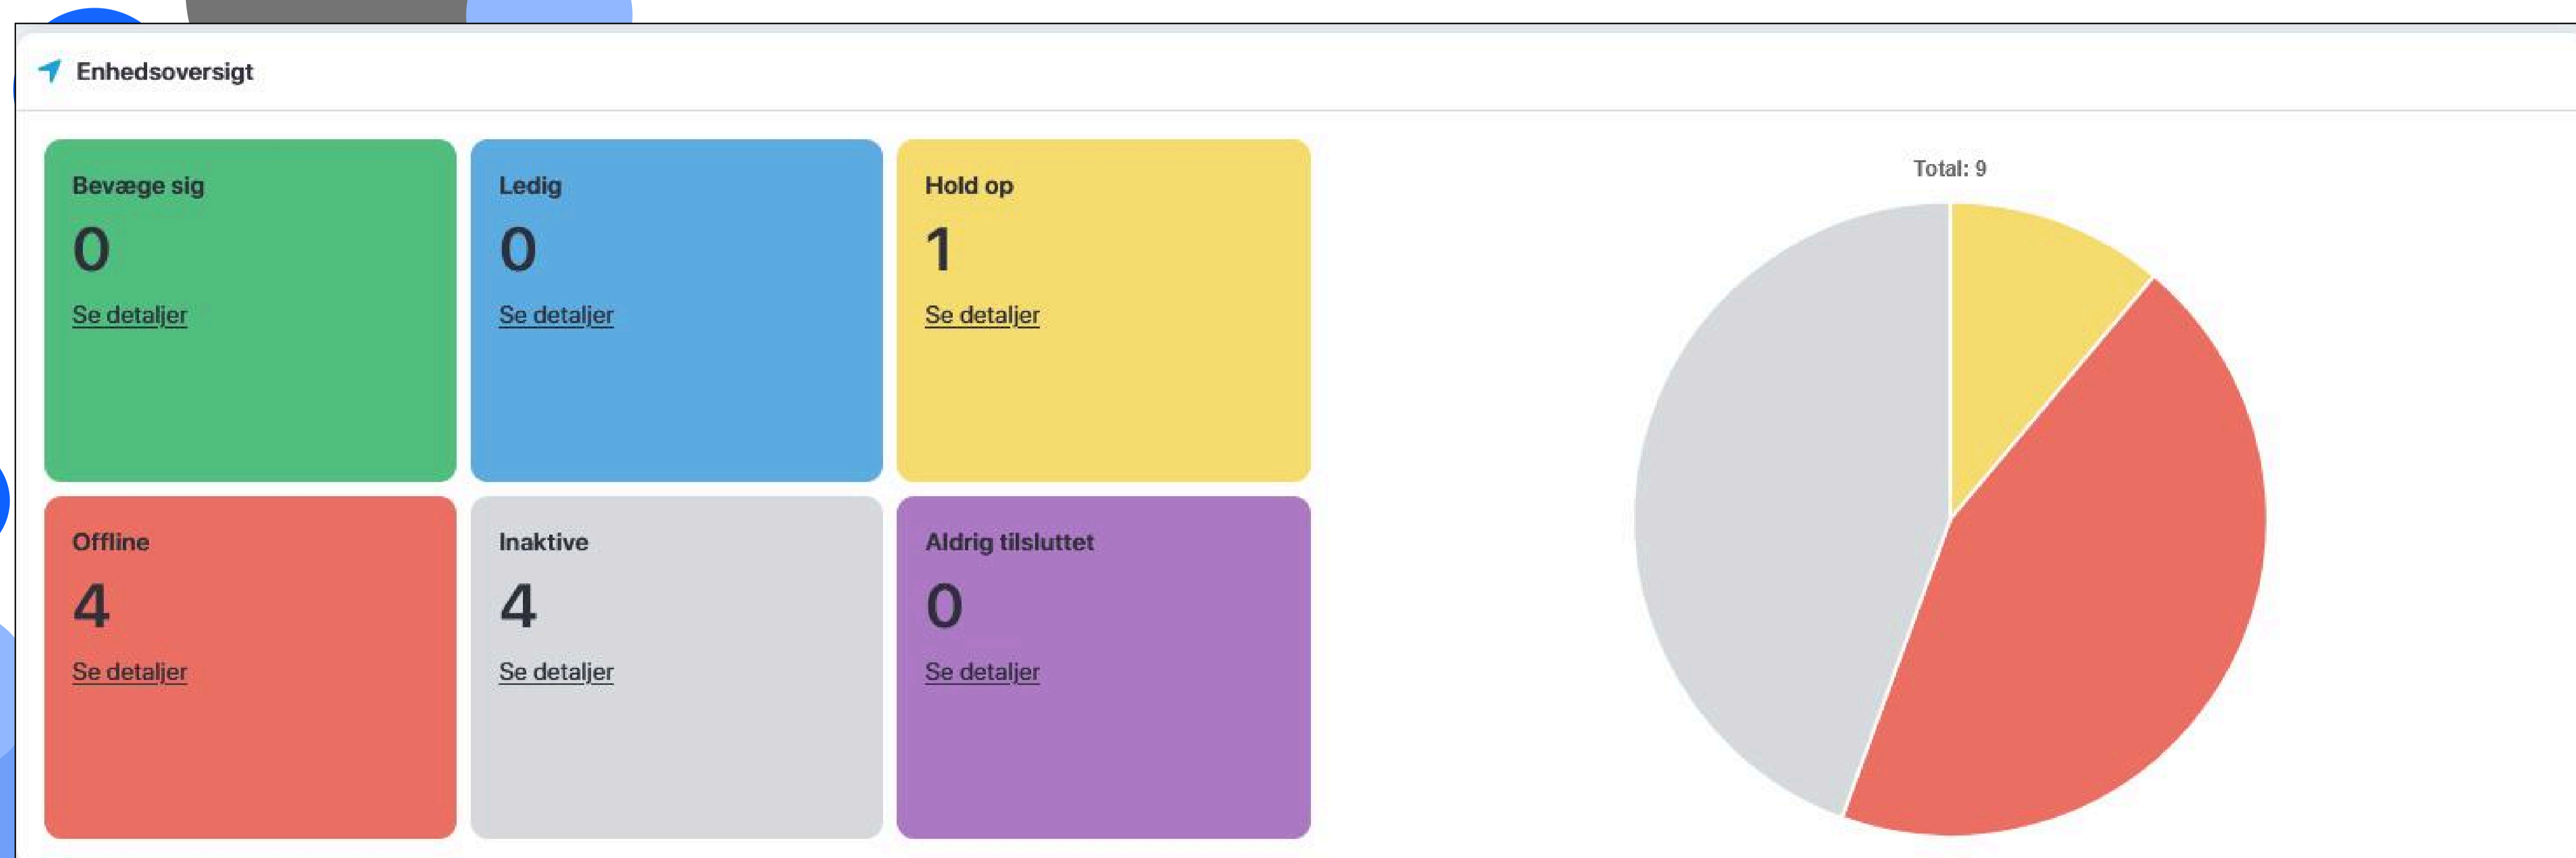 Enhedsoversigt
Bevæge sig
0
Se detaljer
Ledig
0
Se detaljer
Hold op
1
Se detaljer
Offline
4
Se detaljer
Inaktive
4
Se detaljer
Aldrig tilsluttet
0
Se detaljer
Total: 9